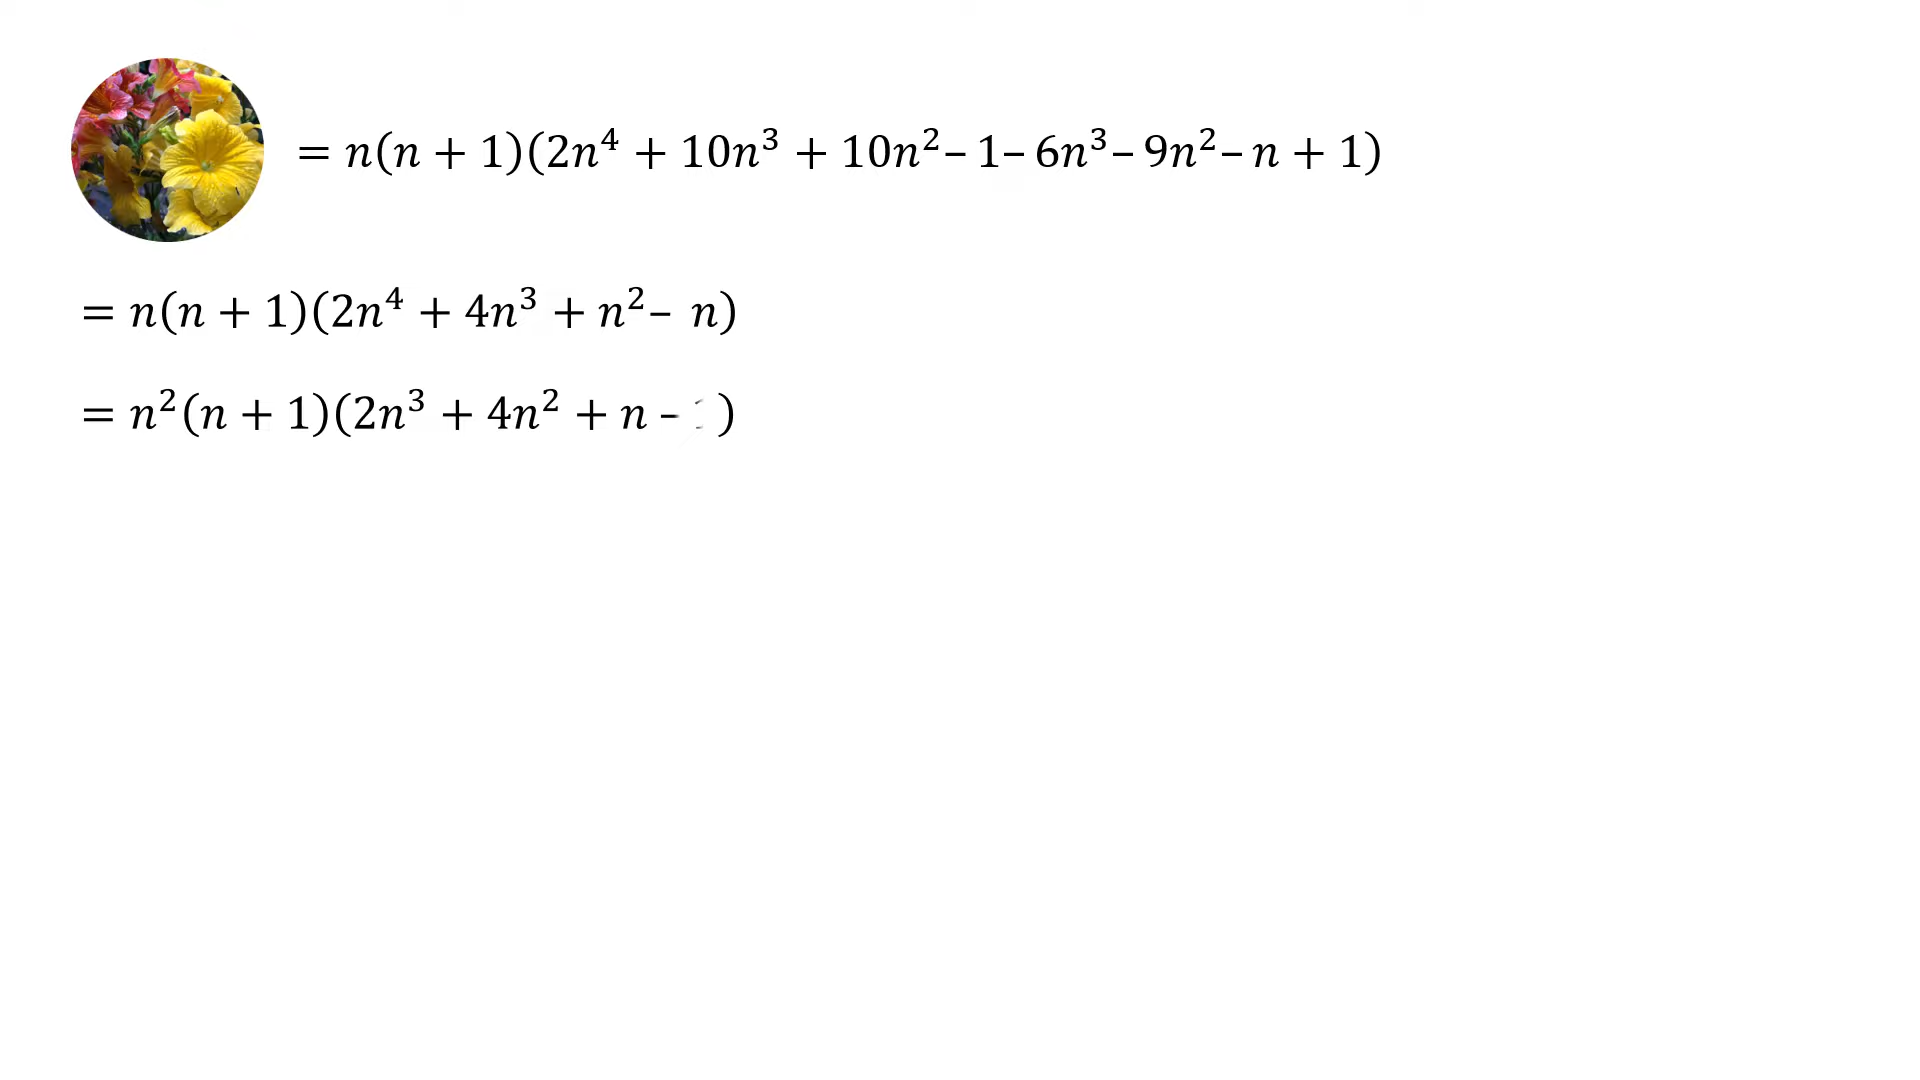 = n(n + 1)(2n⁴ + 10n³ + 10n² – 1 – 6n³ – 9n² – n + 1)
= n(n + 1)(2n⁴ + 4n³ + n² – n)
= n²(n + 1)(2n³ + 4n² + n – )